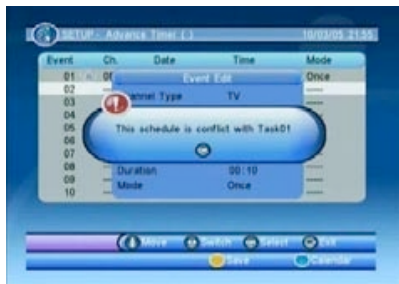 SETUP - Advance Timer ( ) 10/03/05 21:55
Event Ch. Date Time Mode
01 Once
Event Edit
02
Channel Type TV
03
04
05 This schedule is conflict with Task01
06
07
08 Duration 00:10
09 Mode Once
10
Move Switch Select Exit
Save Calendar